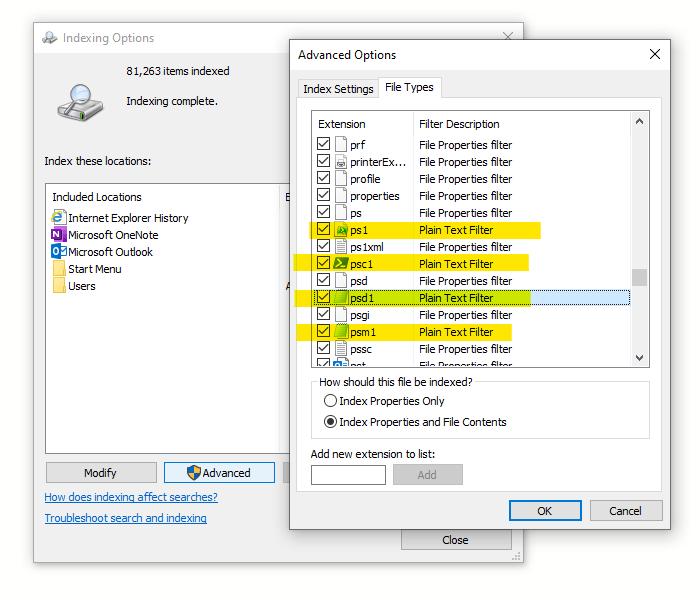 Indexing Options
81,263 items indexed
Indexing complete.
Index these locations:
Included Locations
Internet Explorer History
Microsoft OneNote
Microsoft Outlook
Start Menu
Users
Modify
Advanced
How does indexing affect searches?
Troubleshoot search and indexing
Close
Advanced Options
Index Settings
File Types
Extension Filter Description
prf File Properties filter
printerEx... File Properties filter
profile File Properties filter
properties File Properties filter
ps File Properties filter
ps1 Plain Text Filter
ps1xml File Properties filter
psc1 Plain Text Filter
psd File Properties filter
psd1 Plain Text Filter
psgi File Properties filter
psm1 Plain Text Filter
pssc File Properties filter
How should this file be indexed?
Index Properties Only
Index Properties and File Contents
Add new extension to list:
Add
OK
Cancel